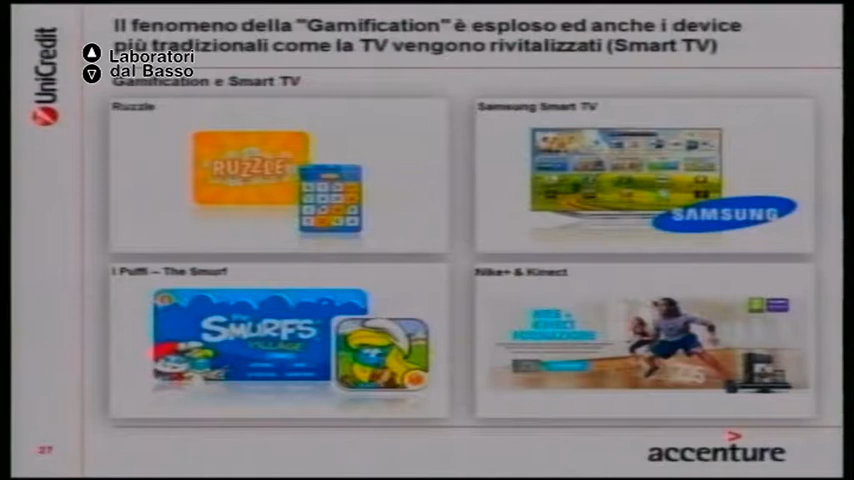 Il fenomeno della "Gamification" è esploso ed anche i device
più tradizionali come la TV vengono rivitalizzati (Smart TV)
UniCredit
Laboratori
dal Basso
Gamification e Smart TV
Ruzzle
Samsung Smart TV
RUZZLE
SAMSUNG
I Puffi – The Smurf
Nike+ & Kinect
THE
SMURFS
VILLAGE
27
accenture